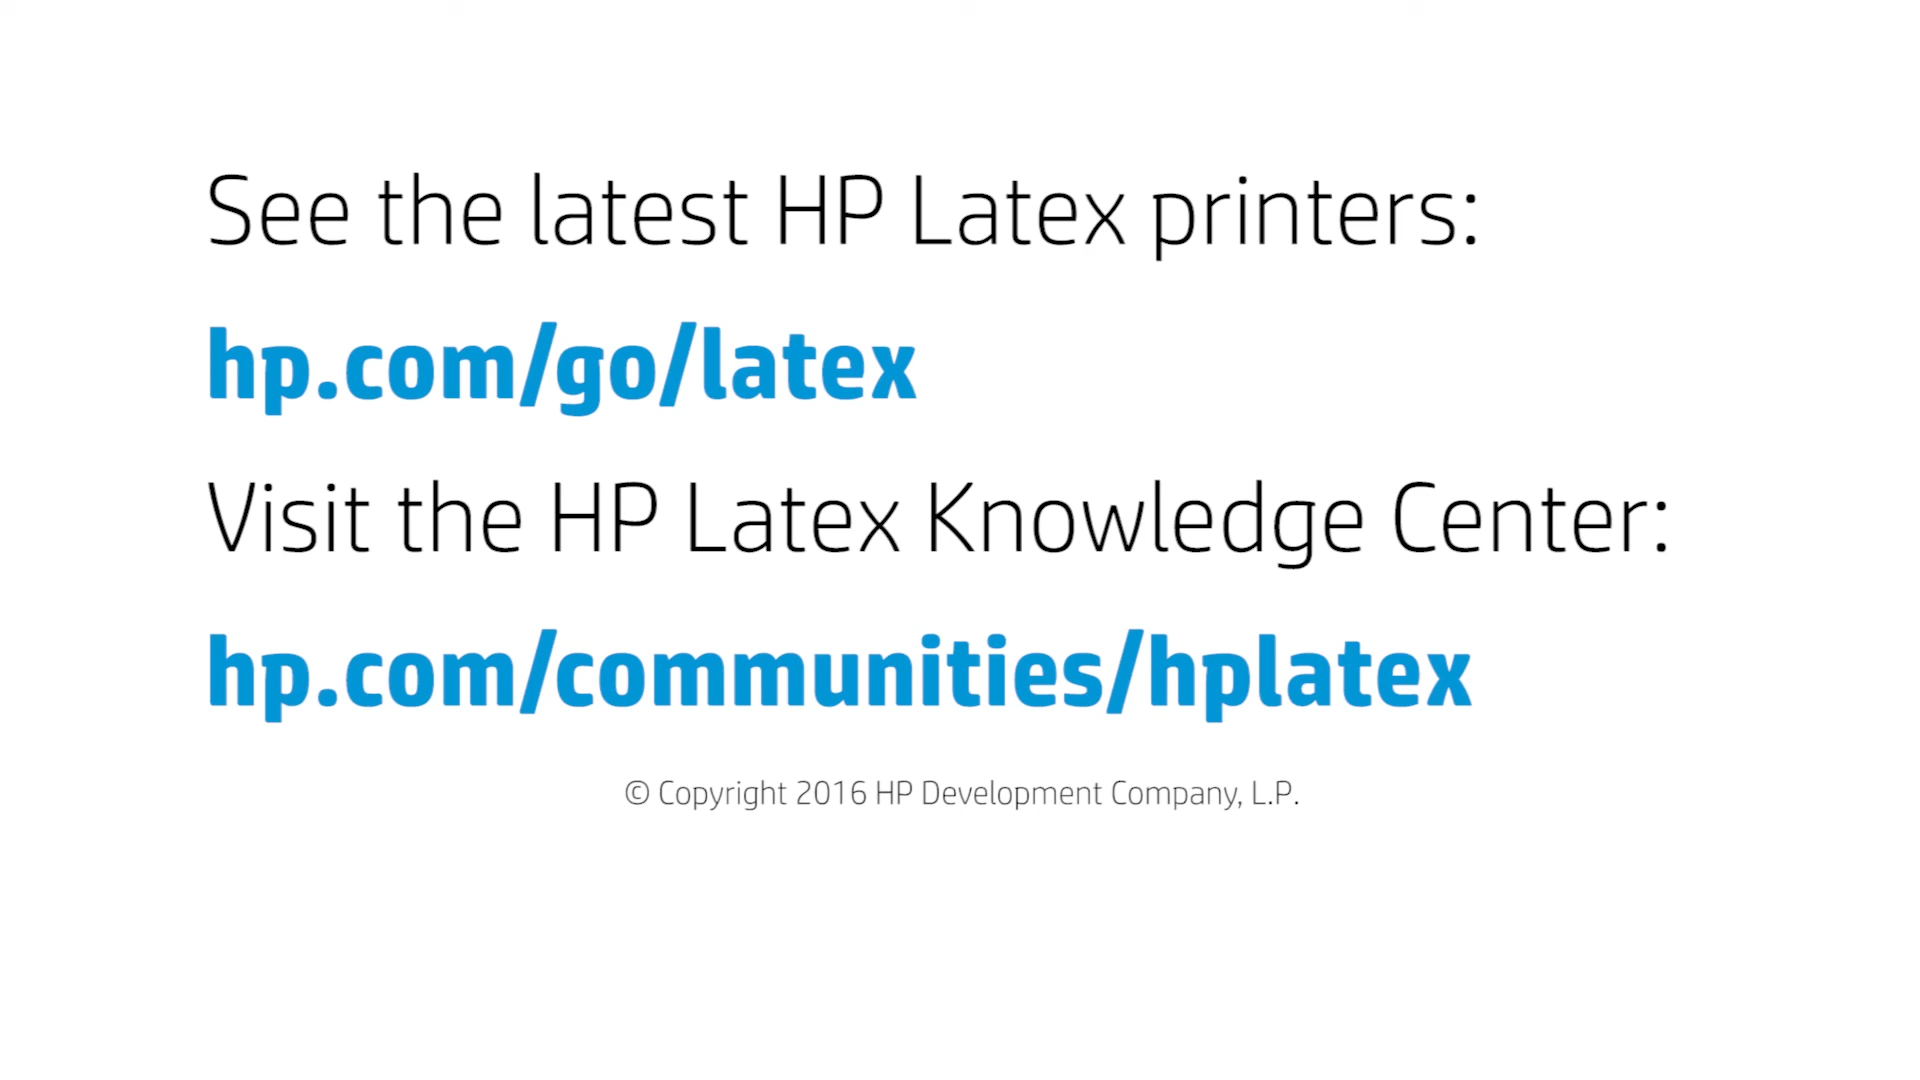 See the latest HP Latex printers:
hp.com/go/latex
Visit the HP Latex Knowledge Center:
hp.com/communities/hplatex
© Copyright 2016 HP Development Company, L.P.